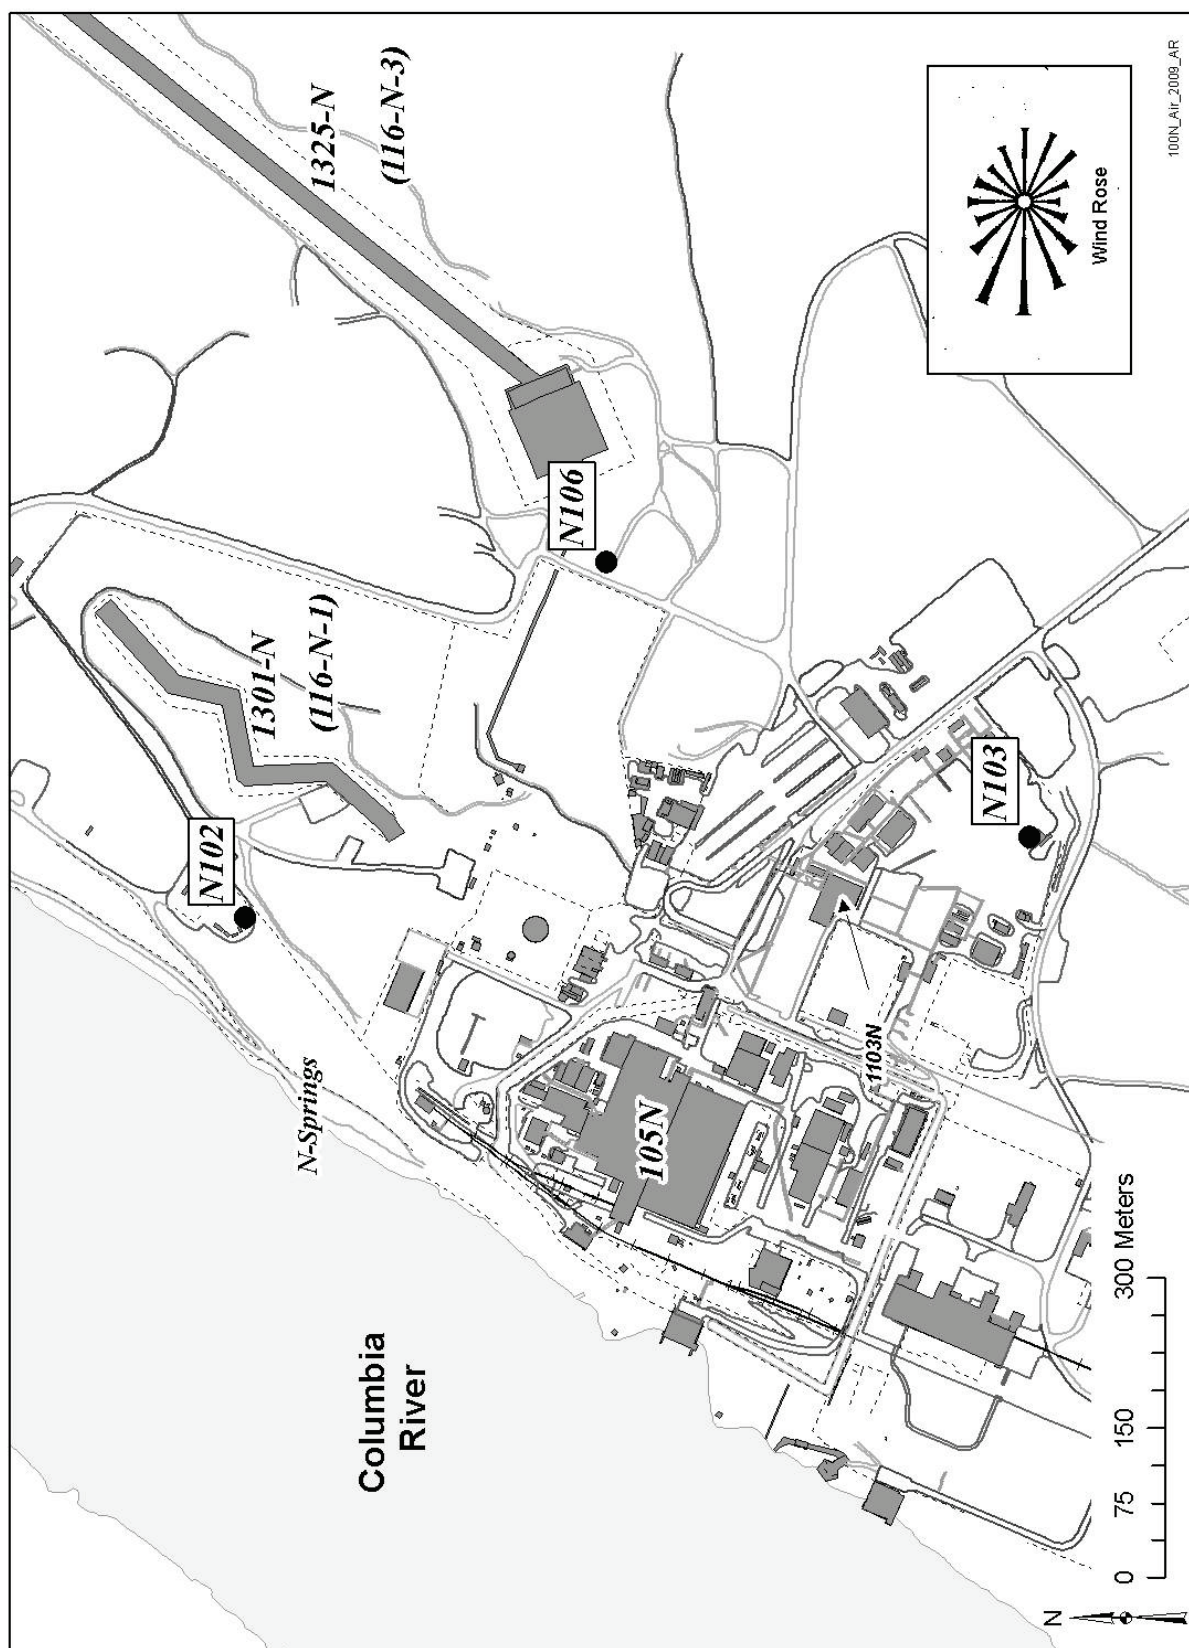 1325-N
(116-N-3)
1301-N
(116-N-1)
N102
N106
N-Springs
Columbia
River
105N
1103N
N103
Wind Rose
N
0 75 150 300 Meters
100N_Air_2009_AR